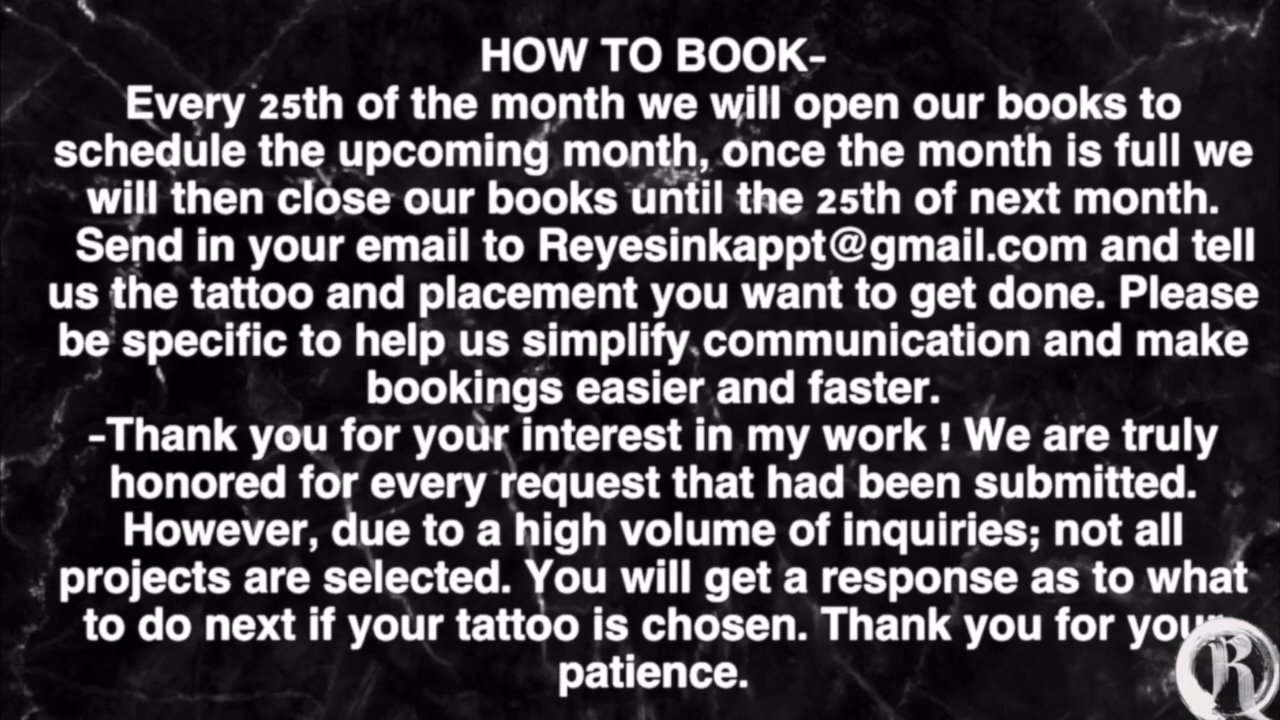 HOW TO BOOK-
Every 25th of the month we will open our books to
schedule the upcoming month, once the month is full we
will then close our books until the 25th of next month.
Send in your email to Reyesinkappt@gmail.com and tell
us the tattoo and placement you want to get done. Please
be specific to help us simplify communication and make
bookings easier and faster.
-Thank you for your interest in my work ! We are truly
honored for every request that had been submitted.
However, due to a high volume of inquiries; not all
projects are selected. You will get a response as to what
to do next if your tattoo is chosen. Thank you for your
patience.
R